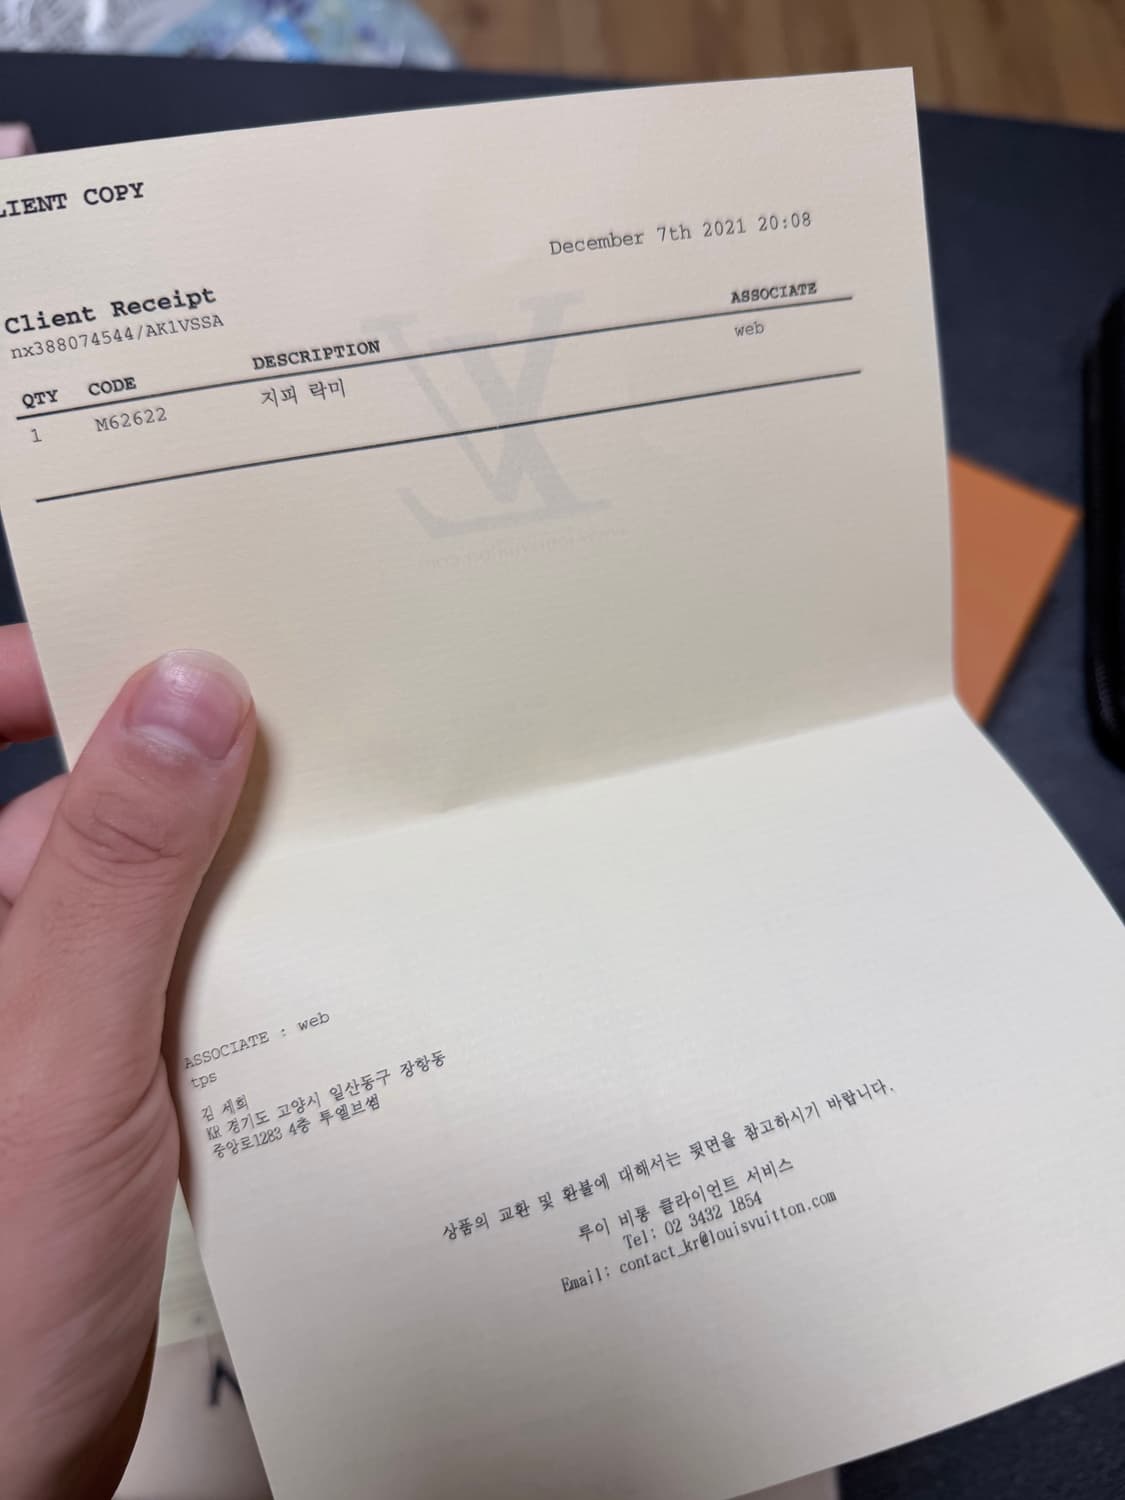 LIENT COPY
December 7th 2021 20:08
Client Receipt
nx388074544/AK1VSSA
QTY CODE DESCRIPTION ASSOCIATE
1 M62622 지피 락미 web
LV
ASSOCIATE : web
tps
김 세희
KR 경기도 고양시 일산동구 장항동
중앙로1283 4층 투엘브썸
상품의 교환 및 환불에 대해서는 뒷면을 참고하시기 바랍니다.
루이 비통 클라이언트 서비스
Tel: 02 3432 1854
Email: contact_kr@louisvuitton.com